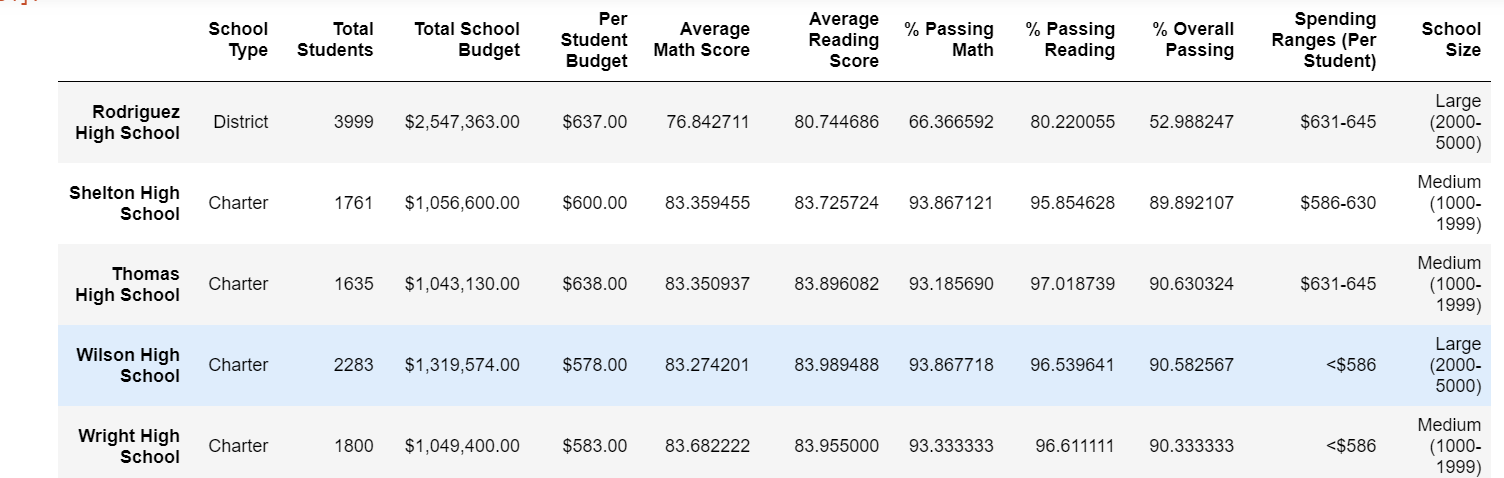 School Type Total Students Total School Budget Per Student Budget Average Math Score Average Reading Score % Passing Math % Passing Reading % Overall Passing Spending Ranges (Per Student) School Size
Rodriguez High School District 3999 $2,547,363.00 $637.00 76.842711 80.744686 66.366592 80.220055 52.988247 $631-645 Large (2000-5000)
Shelton High School Charter 1761 $1,056,600.00 $600.00 83.359455 83.725724 93.867121 95.854628 89.892107 $586-630 Medium (1000-1999)
Thomas High School Charter 1635 $1,043,130.00 $638.00 83.350937 83.896082 93.185690 97.018739 90.630324 $631-645 Medium (1000-1999)
Wilson High School Charter 2283 $1,319,574.00 $578.00 83.274201 83.989488 93.867718 96.539641 90.582567 <$586 Large (2000-5000)
Wright High School Charter 1800 $1,049,400.00 $583.00 83.682222 83.955000 93.333333 96.611111 90.333333 <$586 Medium (1000-1999)